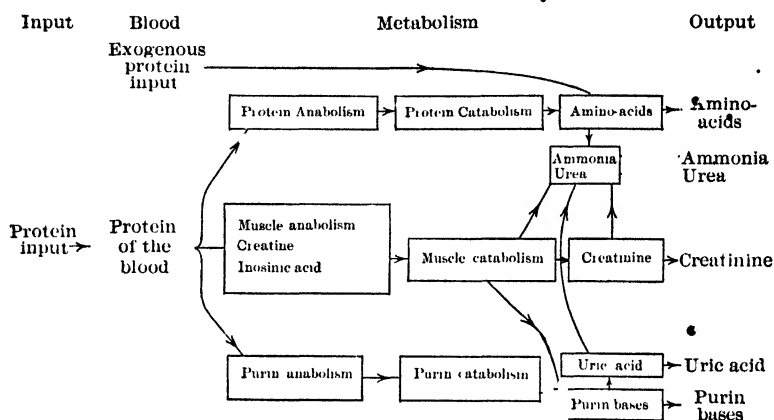 Input Blood Metabolism Output
Exogenous
protein
input
Protein Anabolism Protein Catabolism Amino-acids Amino-
acids
Ammonia
Urea
Ammonia
Urea
Protein
input
Protein
of the
blood
Muscle anabolism
Creatine
Inosinic acid
Muscle catabolism Creatinine Creatinine
Purin anabolism Purin catabolism Uric acid Uric acid
Purin bases Purin
bases